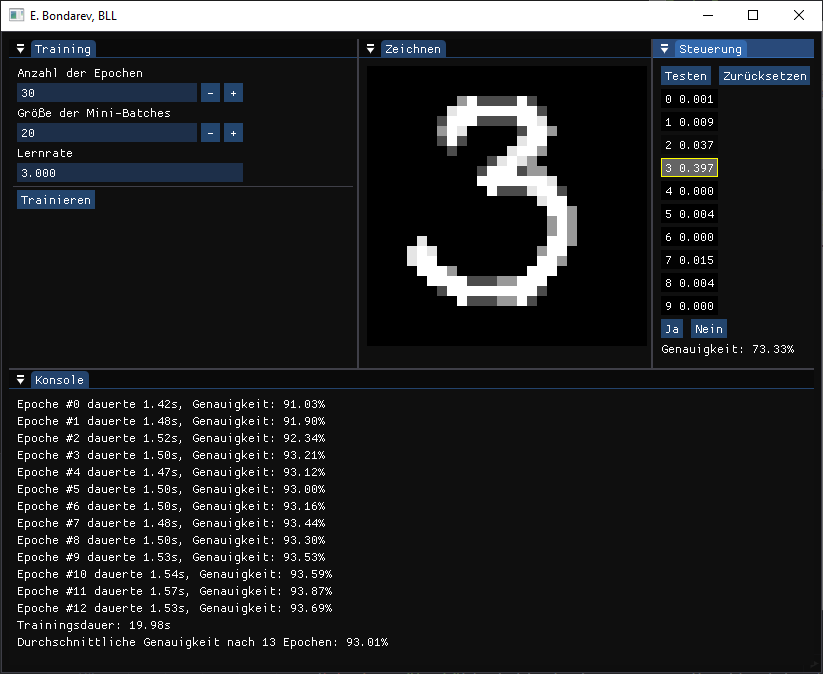 E. Bondarev, BLL
Training
Anzahl der Epochen
30 - +
Größe der Mini-Batches
20 - +
Lernrate
3.000
Trainieren
Zeichnen
3
Steuerung
Testen Zurücksetzen
0 0.001
1 0.009
2 0.037
3 0.397
4 0.000
5 0.004
6 0.000
7 0.015
8 0.004
9 0.000
Ja Nein
Genauigkeit: 73.33%
Konsole
Epoche #0 dauerte 1.42s, Genauigkeit: 91.03%
Epoche #1 dauerte 1.48s, Genauigkeit: 91.90%
Epoche #2 dauerte 1.52s, Genauigkeit: 92.34%
Epoche #3 dauerte 1.50s, Genauigkeit: 93.21%
Epoche #4 dauerte 1.47s, Genauigkeit: 93.12%
Epoche #5 dauerte 1.50s, Genauigkeit: 93.00%
Epoche #6 dauerte 1.50s, Genauigkeit: 93.16%
Epoche #7 dauerte 1.48s, Genauigkeit: 93.44%
Epoche #8 dauerte 1.50s, Genauigkeit: 93.30%
Epoche #9 dauerte 1.53s, Genauigkeit: 93.53%
Epoche #10 dauerte 1.54s, Genauigkeit: 93.59%
Epoche #11 dauerte 1.57s, Genauigkeit: 93.87%
Epoche #12 dauerte 1.53s, Genauigkeit: 93.69%
Trainingsdauer: 19.98s
Durchschnittliche Genauigkeit nach 13 Epochen: 93.01%